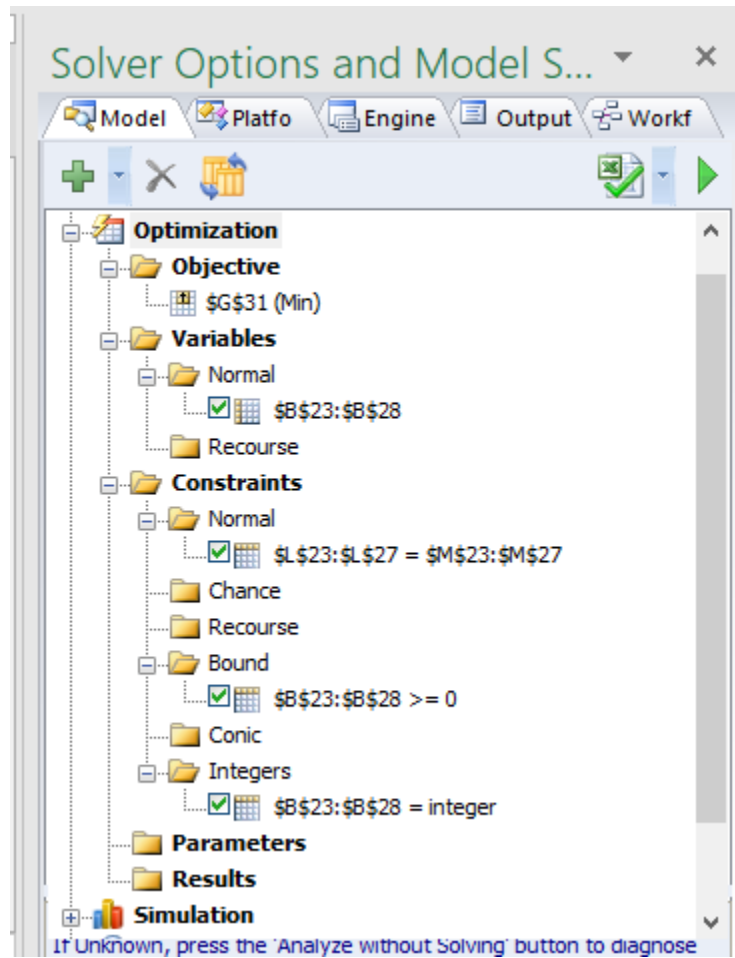 Solver Options and Model S...
Model Platfo Engine Output Workf
Optimization
Objective
$G$31 (Min)
Variables
Normal
$B$23:$B$28
Recourse
Constraints
Normal
$L$23:$L$27 = $M$23:$M$27
Chance
Recourse
Bound
$B$23:$B$28 >= 0
Conic
Integers
$B$23:$B$28 = integer
Parameters
Results
Simulation
If Unknown, press the 'Analyze without Solving' button to diagnose